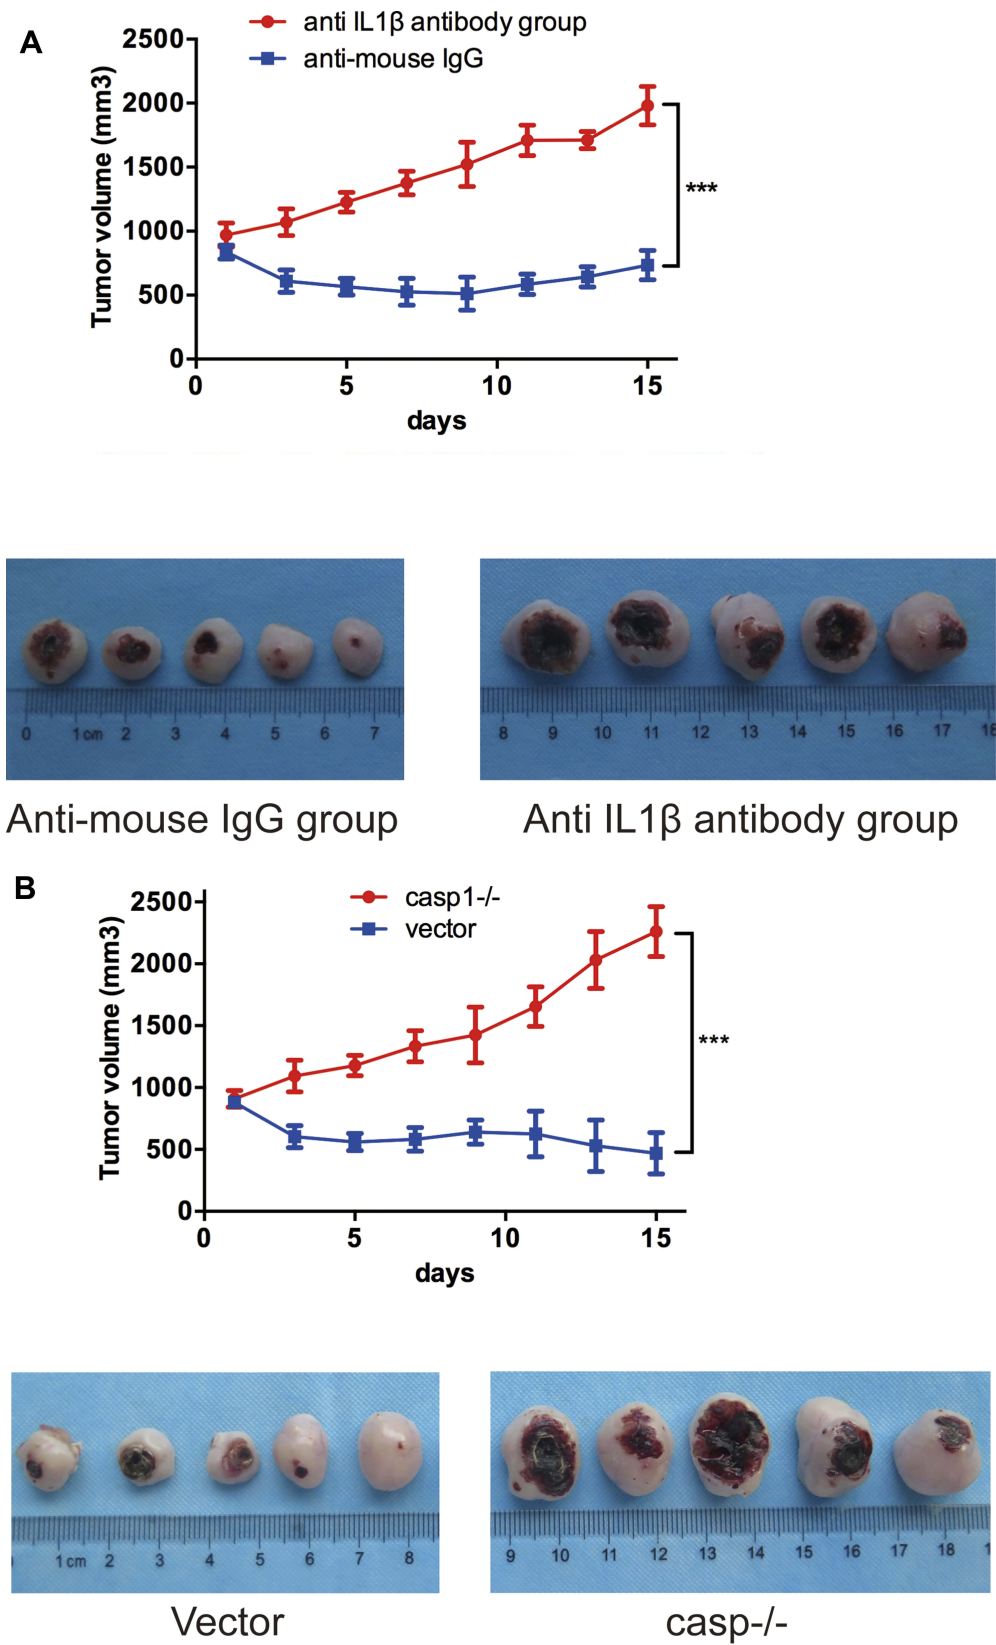 A
anti IL1β antibody group
anti-mouse IgG
Tumor volume (mm3)
2500
2000
1500
1000
500
0
***
0 5 10 15
days
0 1cm 2 3 4 5 6 7
8 9 10 11 12 13 14 15 16 17 18
Anti-mouse IgG group
Anti IL1β antibody group
B
casp1-/-
vector
Tumor volume (mm3)
2500
2000
1500
1000
500
0
***
0 5 10 15
days
1cm 2 3 4 5 6 7 8
9 10 11 12 13 14 15 16 17 18 1
Vector
casp-/-